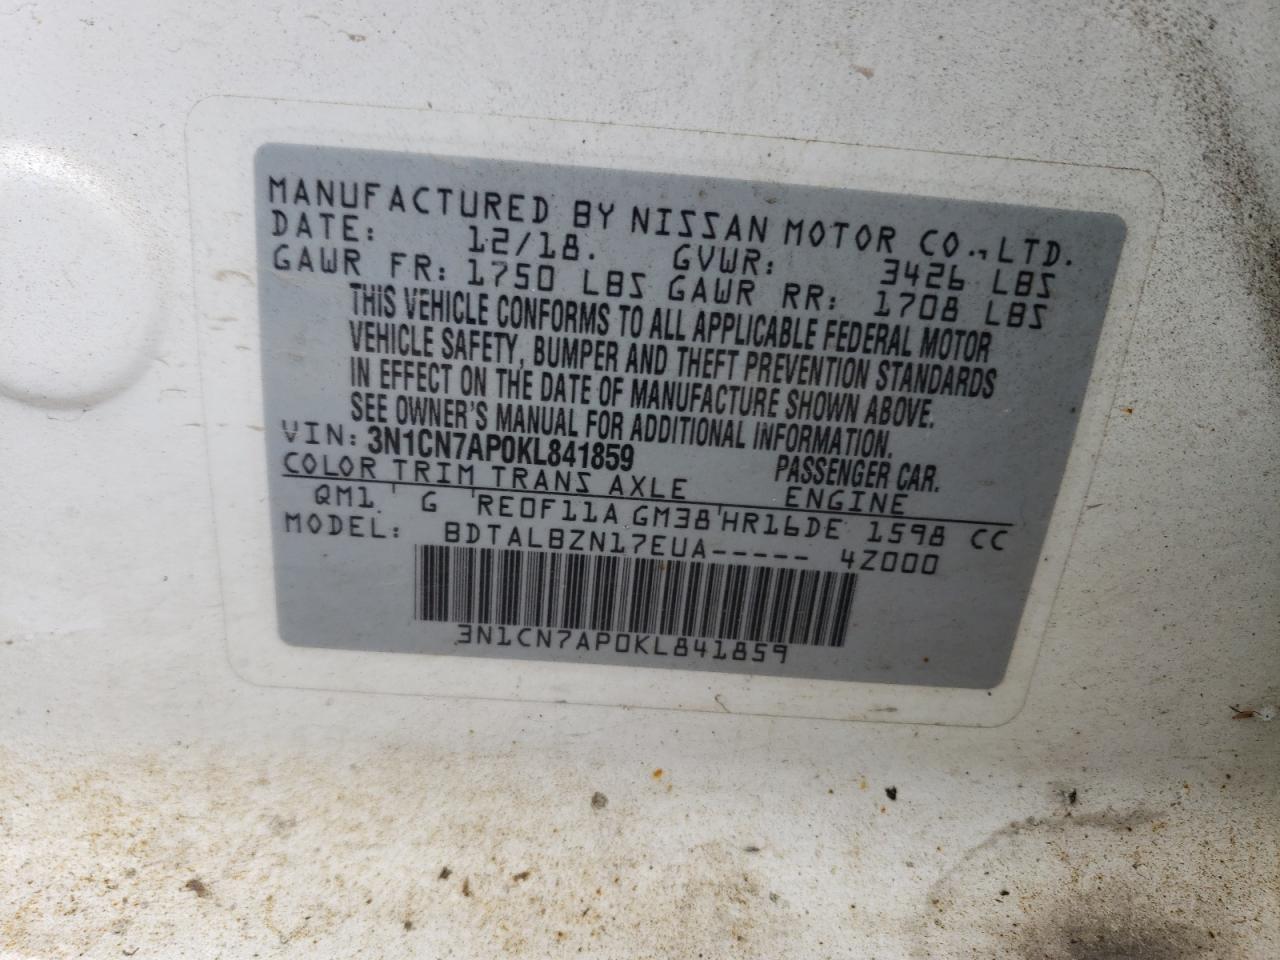 MANUFACTURED BY NISSAN MOTOR CO., LTD.
DATE: 12/18. GVWR: 3426 LBS
GAWR FR: 1750 LBS GAWR RR: 1708 LBS
THIS VEHICLE CONFORMS TO ALL APPLICABLE FEDERAL MOTOR
VEHICLE SAFETY, BUMPER AND THEFT PREVENTION STANDARDS
IN EFFECT ON THE DATE OF MANUFACTURE SHOWN ABOVE.
SEE OWNER'S MANUAL FOR ADDITIONAL INFORMATION.
VIN: 3N1CN7AP0KL841859 PASSENGER CAR.
COLOR TRIM TRANS AXLE ENGINE
QM1 ' G ' RE0F11A GM38 ' HR16DE 1598 CC
MODEL: BDTALBZN17EUA----- 4Z000
3N1CN7AP0KL841859